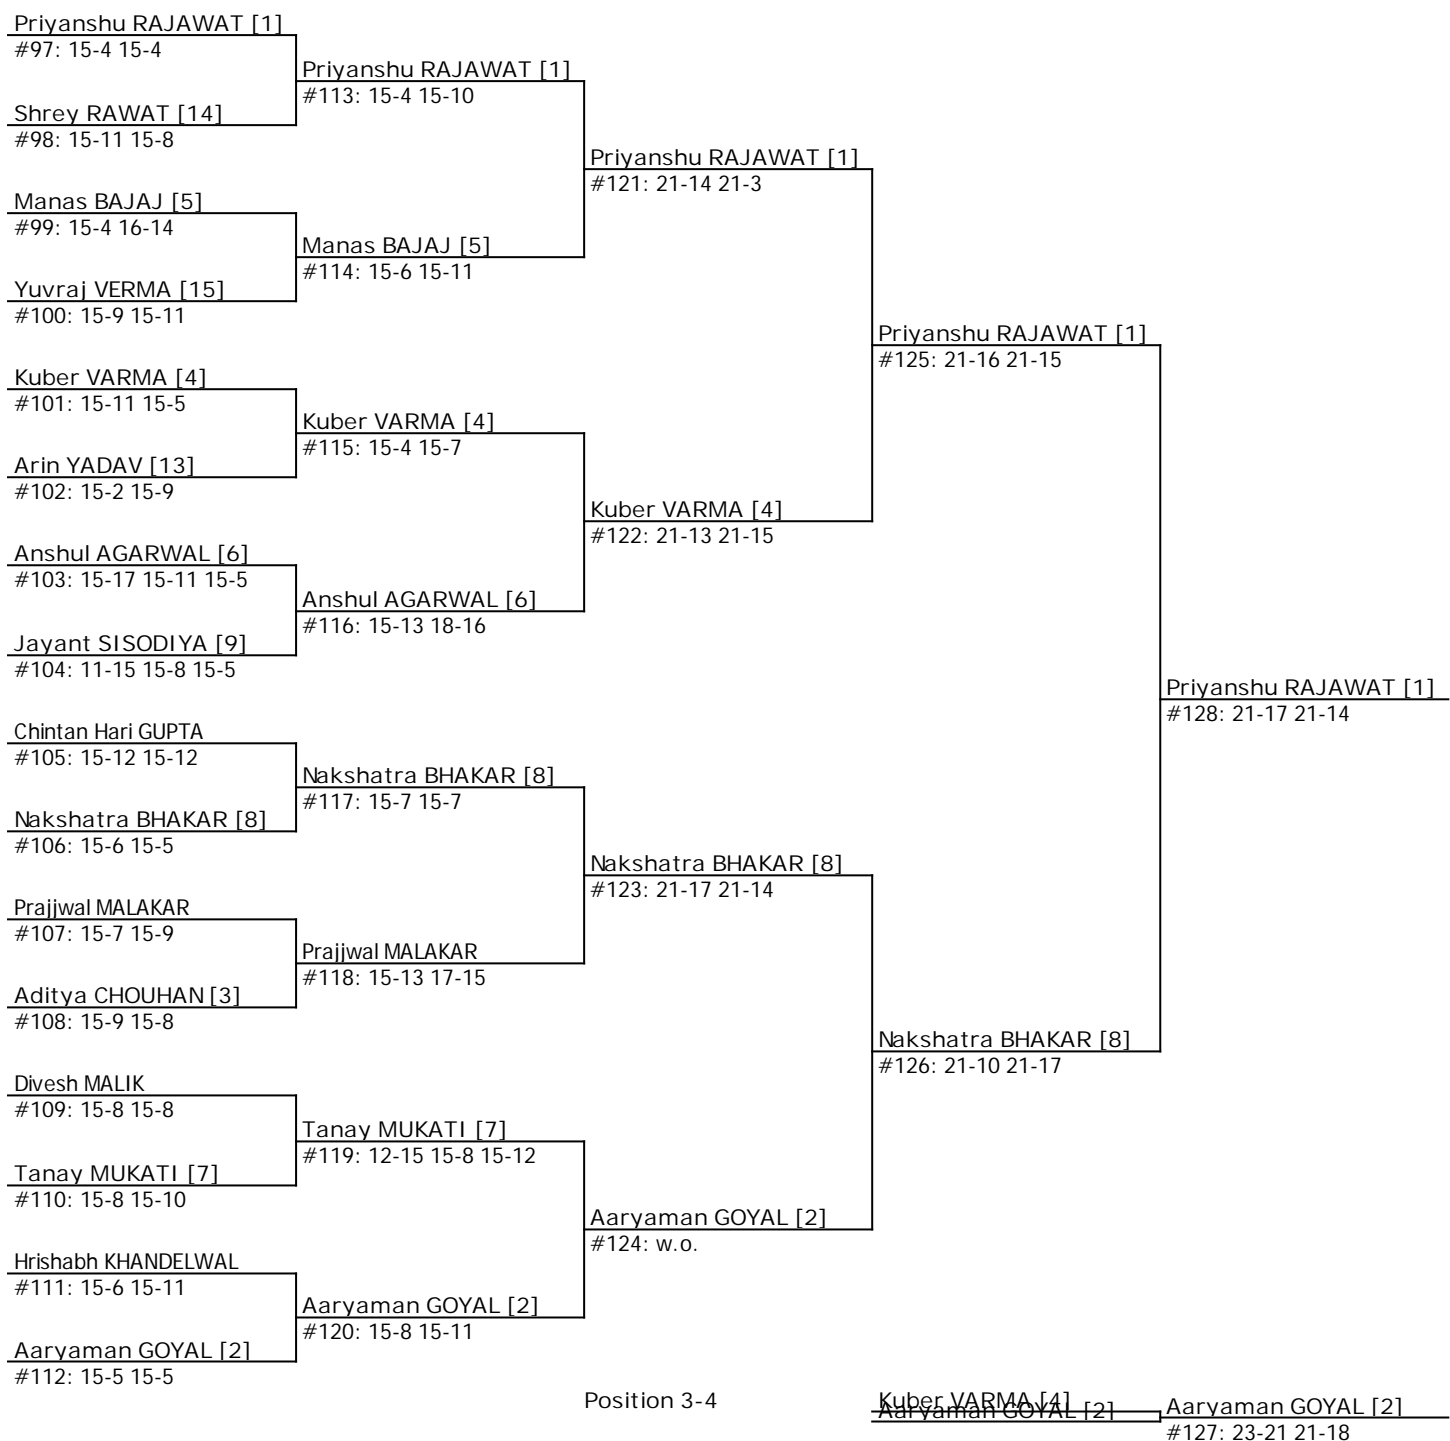 Priyanshu RAJAWAT [1]
#97: 15-4 15-4
Priyanshu RAJAWAT [1]
#113: 15-4 15-10
Shrey RAWAT [14]
#98: 15-11 15-8
Priyanshu RAJAWAT [1]
#121: 21-14 21-3
Manas BAJAJ [5]
#99: 15-4 16-14
Manas BAJAJ [5]
#114: 15-6 15-11
Yuvraj VERMA [15]
#100: 15-9 15-11
Priyanshu RAJAWAT [1]
#125: 21-16 21-15
Kuber VARMA [4]
#101: 15-11 15-5
Kuber VARMA [4]
#115: 15-4 15-7
Arin YADAV [13]
#102: 15-2 15-9
Kuber VARMA [4]
#122: 21-13 21-15
Anshul AGARWAL [6]
#103: 15-17 15-11 15-5
Anshul AGARWAL [6]
#116: 15-13 18-16
Jayant SISODIYA [9]
#104: 11-15 15-8 15-5
Priyanshu RAJAWAT [1]
#128: 21-17 21-14
Chintan Hari GUPTA
#105: 15-12 15-12
Nakshatra BHAKAR [8]
#117: 15-7 15-7
Nakshatra BHAKAR [8]
#106: 15-6 15-5
Nakshatra BHAKAR [8]
#123: 21-17 21-14
Prajjwal MALAKAR
#107: 15-7 15-9
Prajjwal MALAKAR
#118: 15-13 17-15
Aditya CHOUHAN [3]
#108: 15-9 15-8
Nakshatra BHAKAR [8]
#126: 21-10 21-17
Divesh MALIK
#109: 15-8 15-8
Tanay MUKATI [7]
#119: 12-15 15-8 15-12
Tanay MUKATI [7]
#110: 15-8 15-10
Aaryaman GOYAL [2]
#124: w.o.
Hrishabh KHANDELWAL
#111: 15-6 15-11
Aaryaman GOYAL [2]
#120: 15-8 15-11
Aaryaman GOYAL [2]
#112: 15-5 15-5
Position 3-4
Kuber VARMA [4]
Aaryaman GOYAL [2]
Aaryaman GOYAL [2]
#127: 23-21 21-18